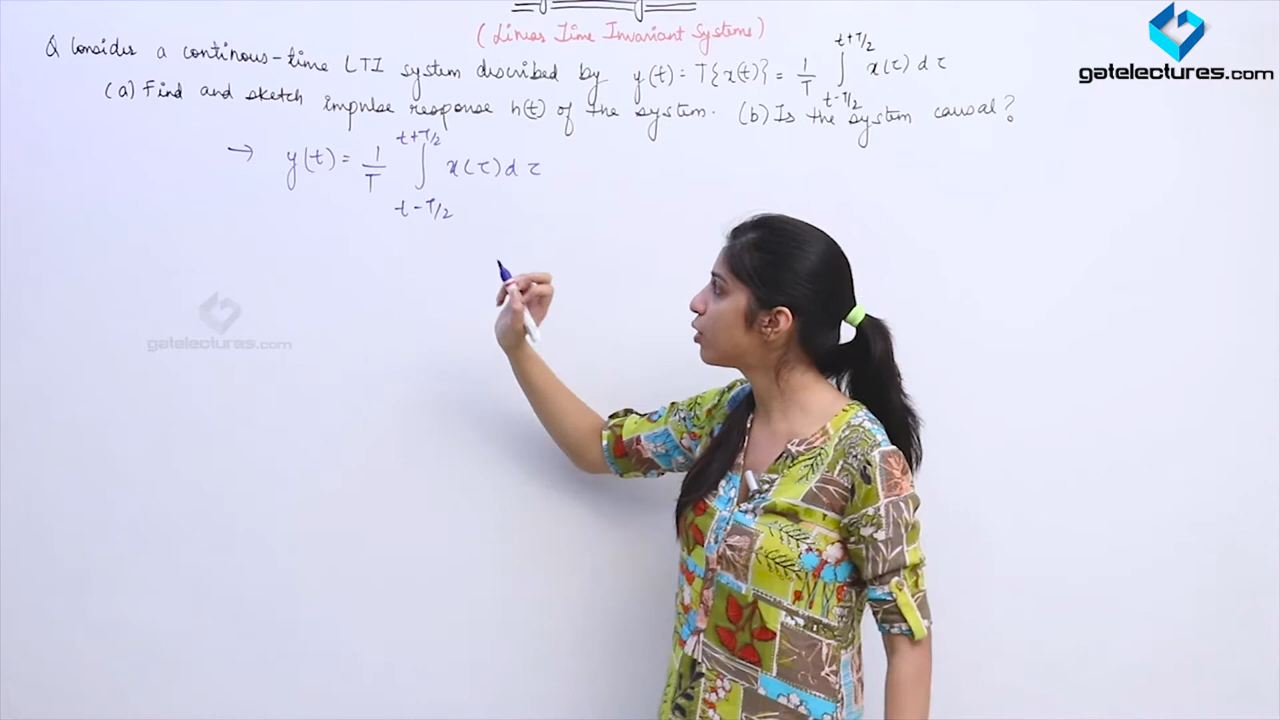 (Linear Time Invariant Systems)
gatelectures.com
Q Consider a continous-time LTI system discribed by y(t) = T{x(t)} = 1/T ∫_{t-T/2}^{t+T/2} x(τ) dτ
(a) Find and sketch impulse response h(t) of the system. (b) Is the system causal?
→ y(t) = 1/T ∫_{t-T/2}^{t+T/2} x(τ) dτ
gatelectures.com